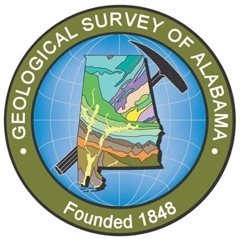 • GEOLOGICAL SURVEY OF ALABAMA •
Founded 1848